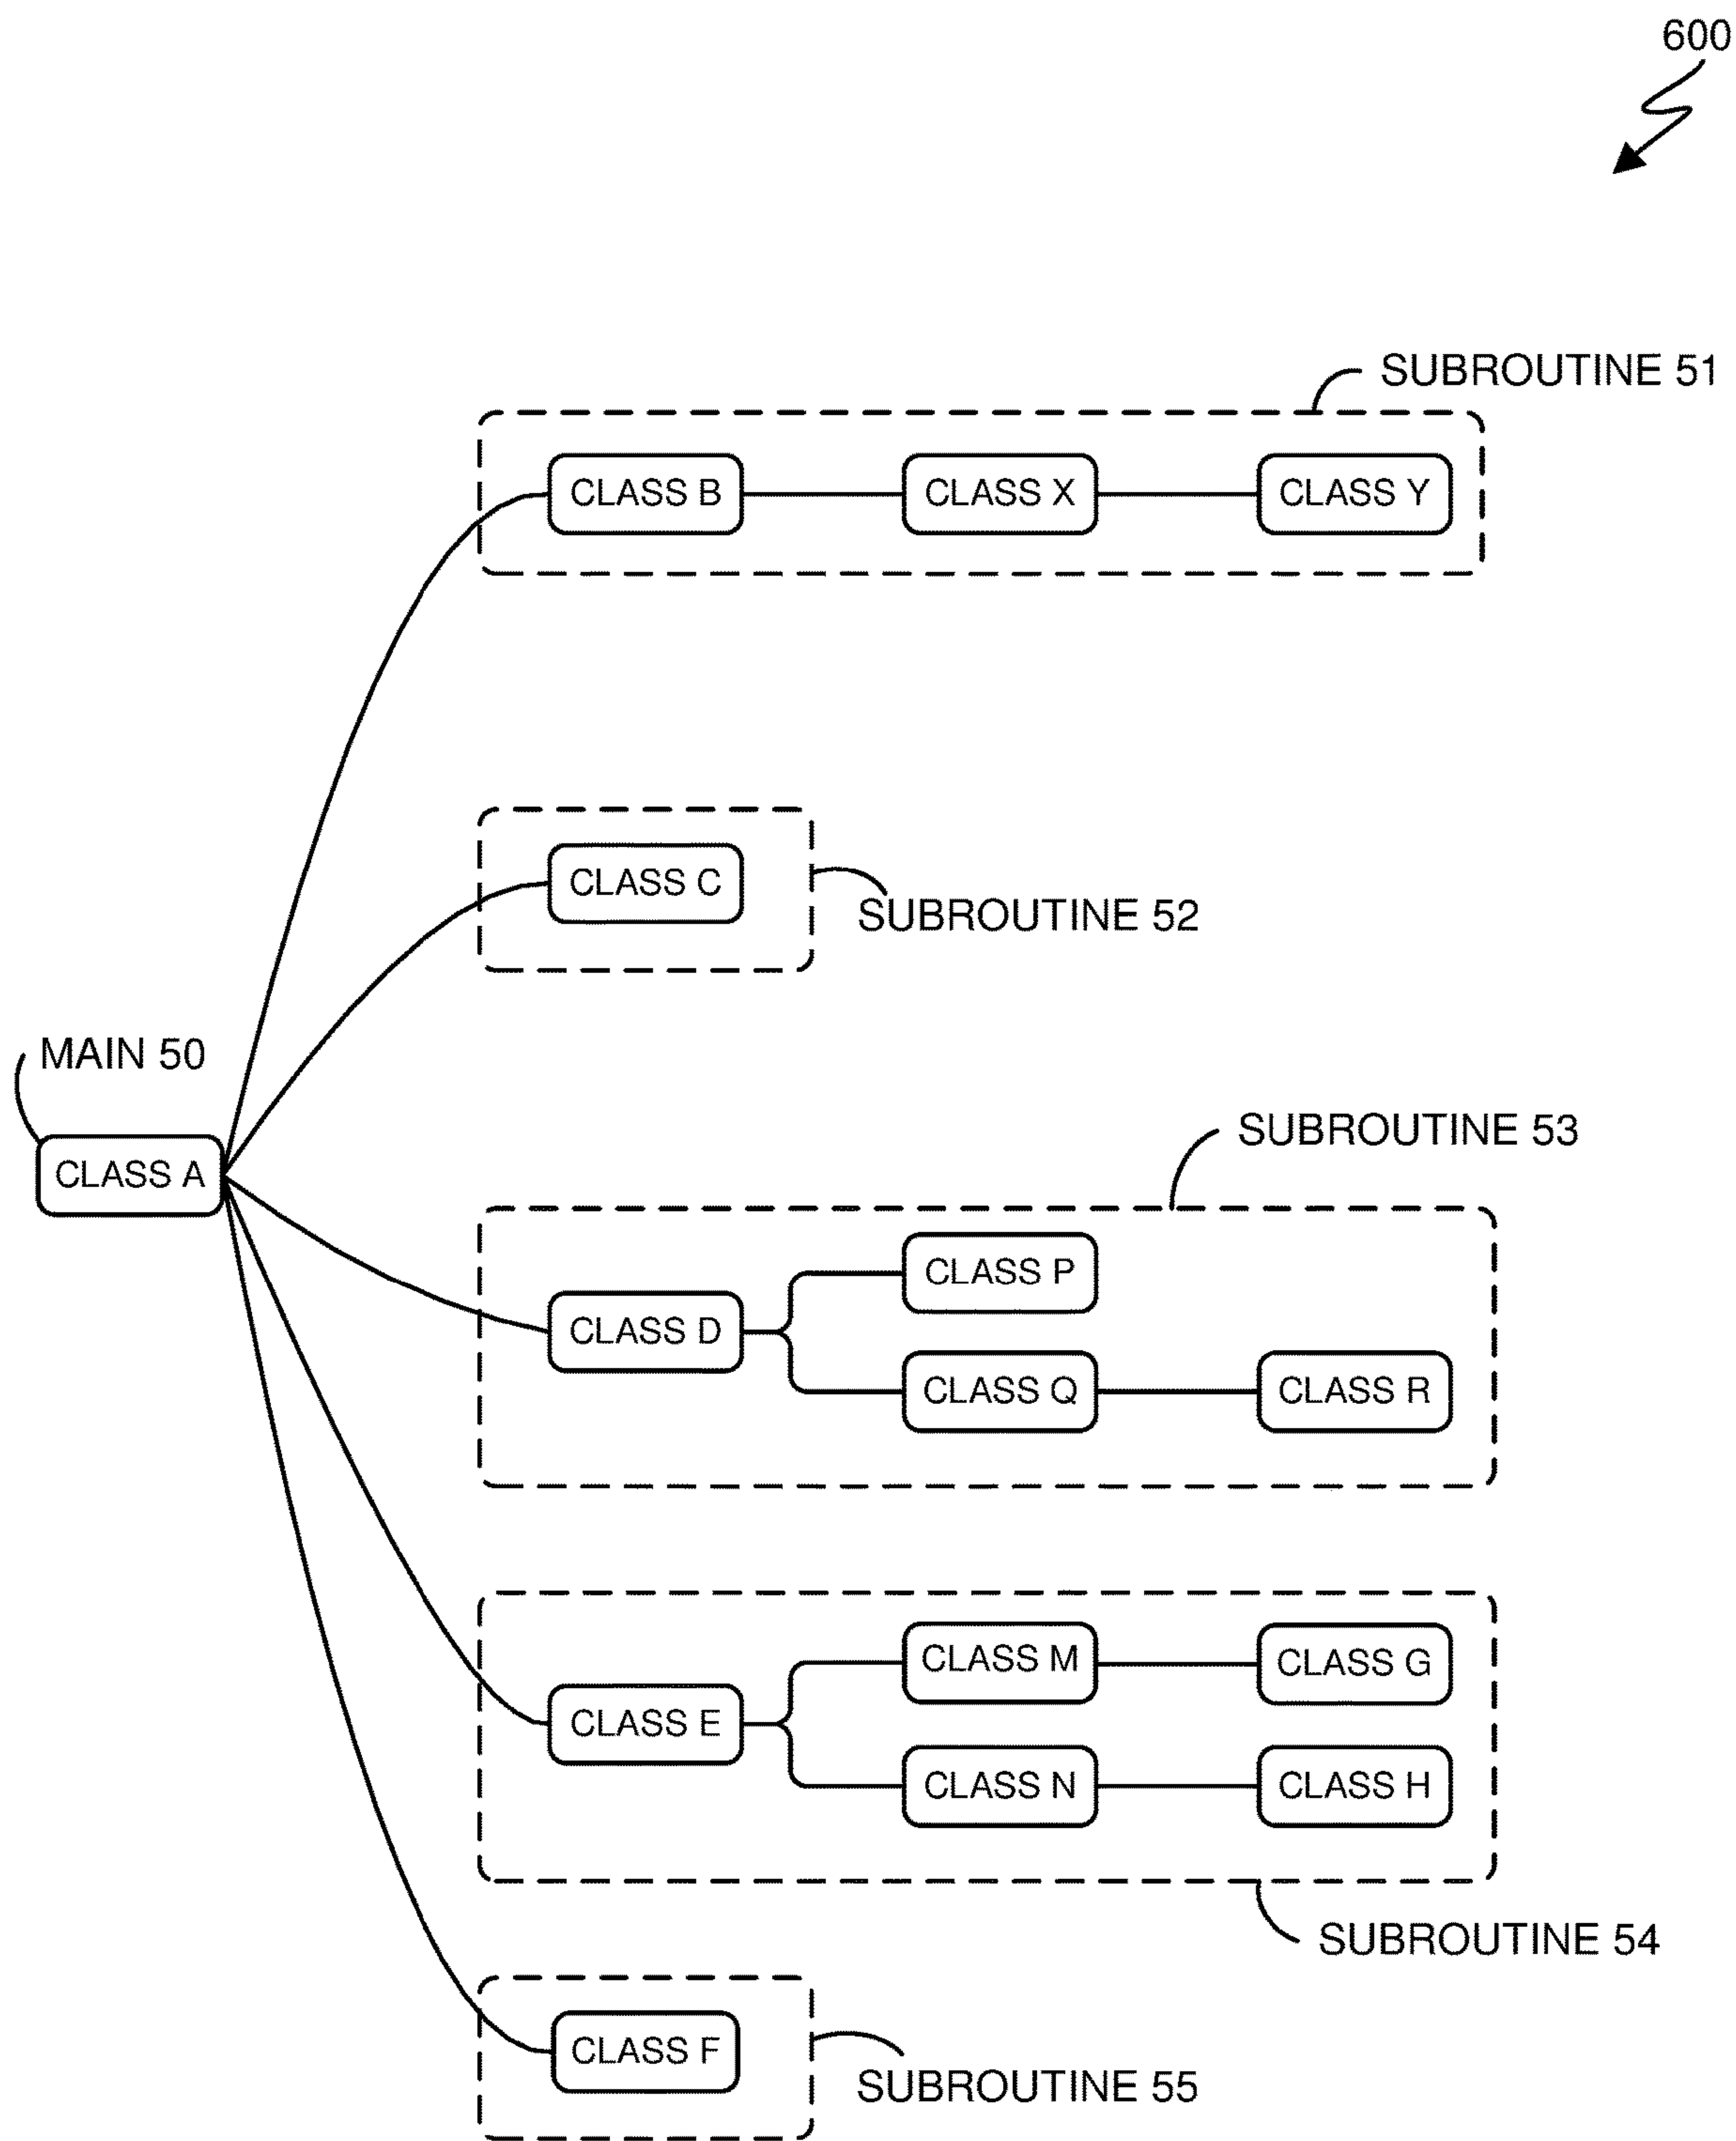 600
SUBROUTINE 51
CLASS B
CLASS X
CLASS Y
CLASS C
SUBROUTINE 52
MAIN 50
CLASS A
SUBROUTINE 53
CLASS P
CLASS D
CLASS Q
CLASS R
CLASS M
CLASS G
CLASS E
CLASS N
CLASS H
SUBROUTINE 54
CLASS F
SUBROUTINE 55